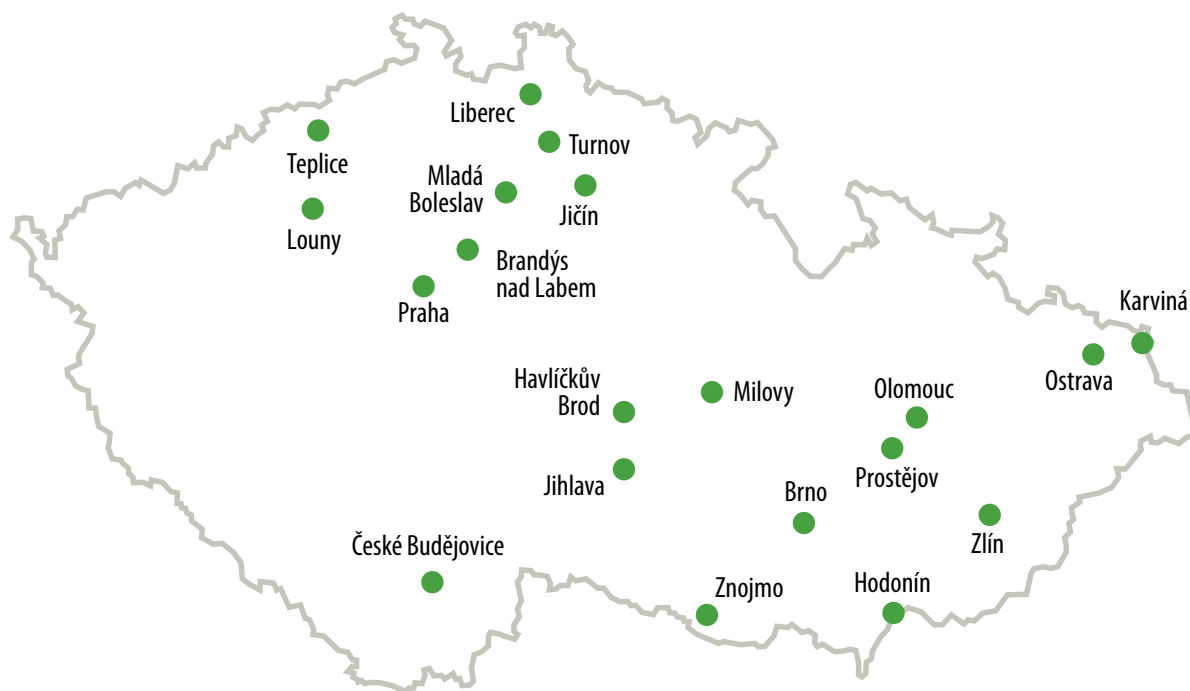 Liberec
Turnov
Teplice
Mladá
Boleslav
Jičín
Louny
Brandýs
nad Labem
Praha
Karviná
Ostrava
Havlíčkův
Brod
Milovy
Olomouc
Prostějov
Jihlava
Brno
Zlín
České Budějovice
Znojmo
Hodonín